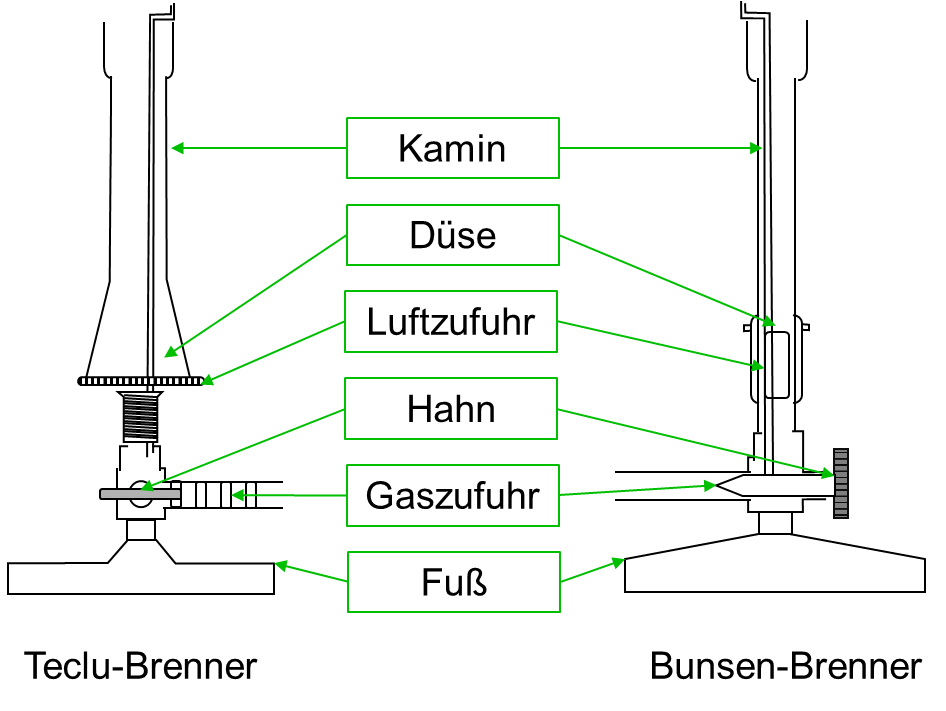 Kamin
Düse
Luftzufuhr
Hahn
Gaszufuhr
Fuß
Teclu-Brenner
Bunsen-Brenner